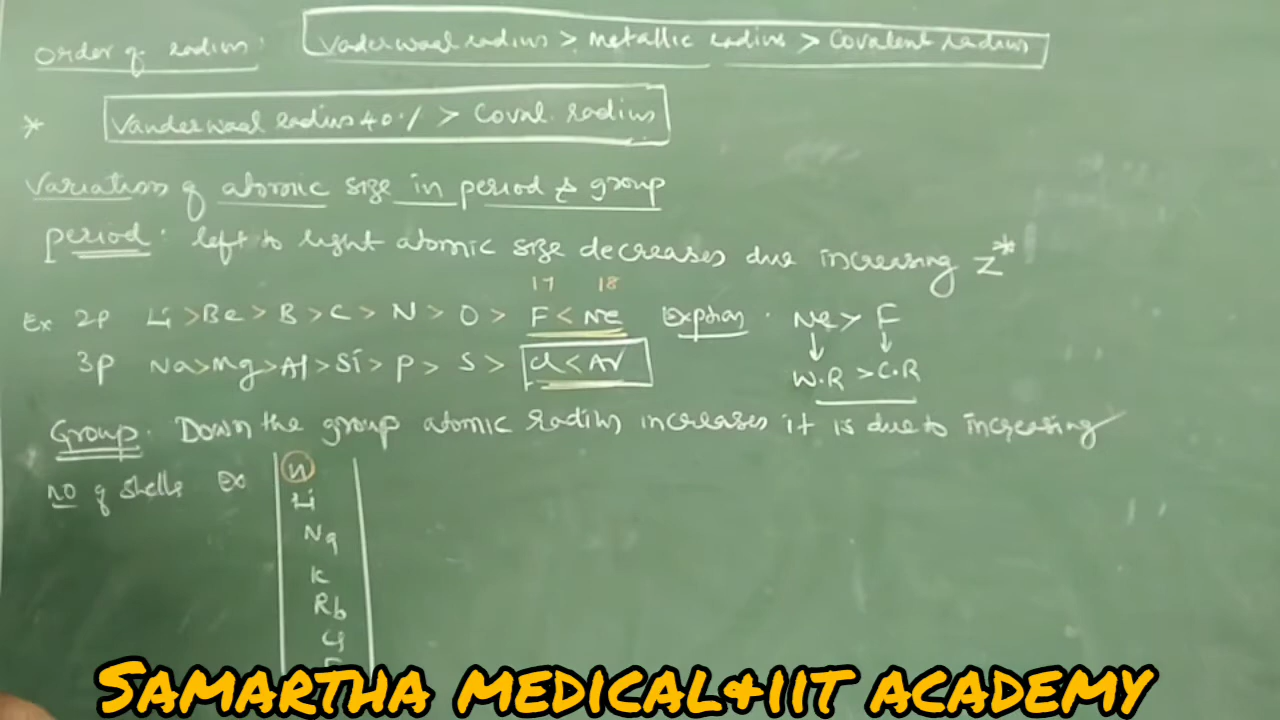 Order of radius: Vaderwaal radius > Metallic radius > Covalent radius
* Vanderwaal radius 40% > Coval. radius
Variation of atomic size in period & group
period: left to right atomic size decreases due increasing Z*
17 18
Ex 2p Li > Be > B > C > N > O > F < Ne Exption. Ne > F
3p Na > Mg > Al > Si > P > S > Cl < Ar W.R > C.R
Group. Down the group atomic radius increases it is due to increasing
no of shells Ex
Li
Na
K
Rb
Cs
SAMARTHA MEDICAL&IIT ACADEMY